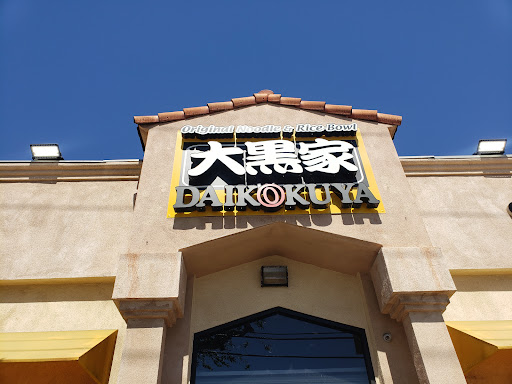 Original Noodle & Rice Bowl
大黒家
DAIKOKUYA